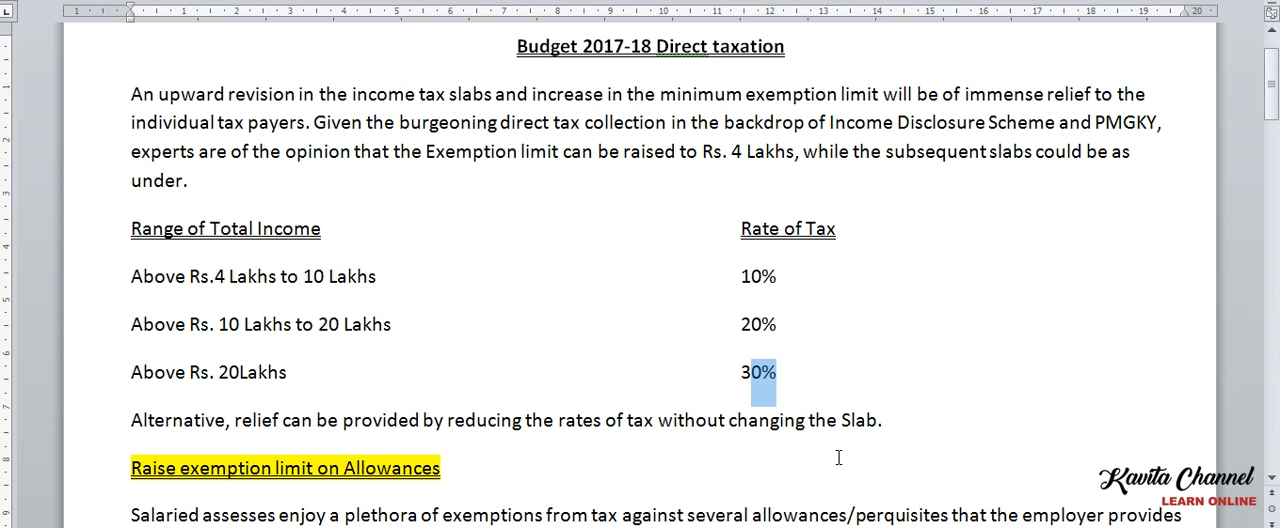 Budget 2017-18 Direct taxation
An upward revision in the income tax slabs and increase in the minimum exemption limit will be of immense relief to the
individual tax payers. Given the burgeoning direct tax collection in the backdrop of Income Disclosure Scheme and PMGKY,
experts are of the opinion that the Exemption limit can be raised to Rs. 4 Lakhs, while the subsequent slabs could be as
under.
Range of Total Income Rate of Tax
Above Rs.4 Lakhs to 10 Lakhs 10%
Above Rs. 10 Lakhs to 20 Lakhs 20%
Above Rs. 20Lakhs 30%
Alternative, relief can be provided by reducing the rates of tax without changing the Slab.
Raise exemption limit on Allowances
Salaried assesses enjoy a plethora of exemptions from tax against several allowances/perquisites that the employer provides
Kavita Channel
LEARN ONLINE